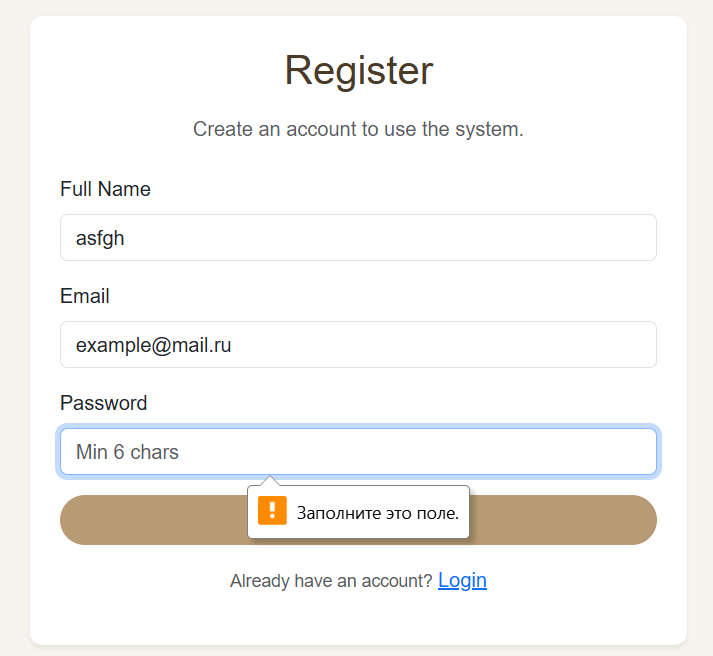 Register
Create an account to use the system.
Full Name
asfgh
Email
example@mail.ru
Password
Min 6 chars
Заполните это поле.
Already have an account? Login